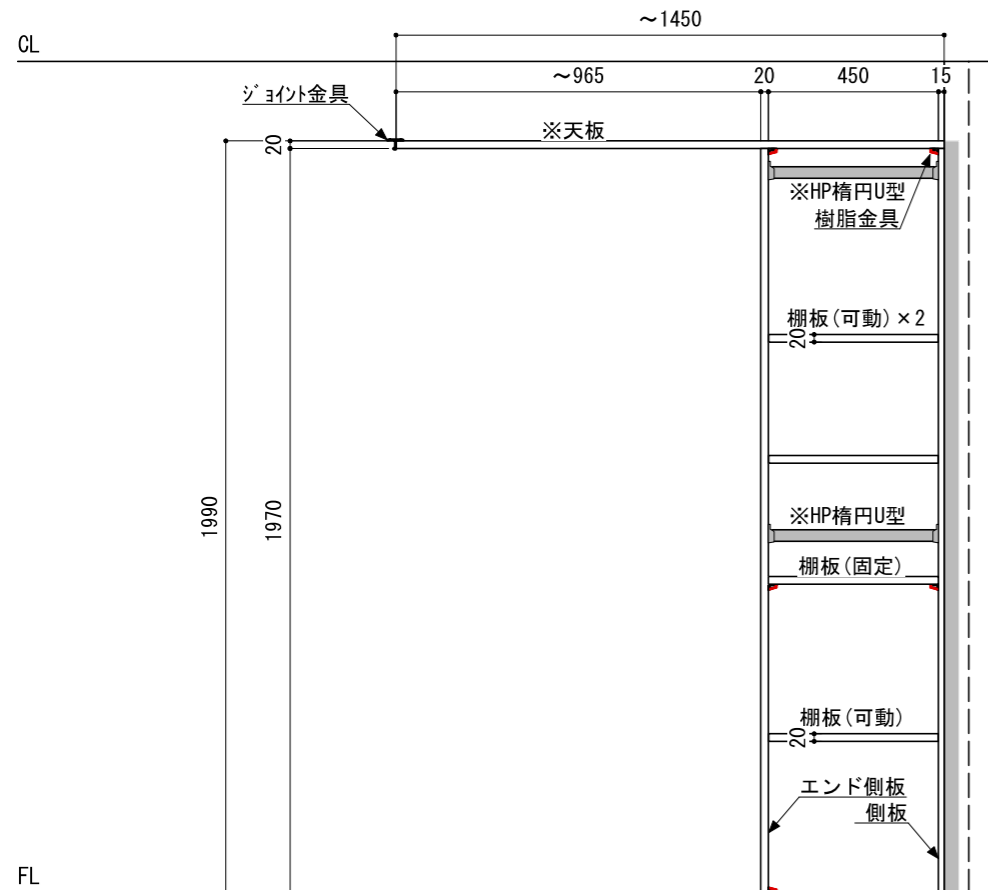 ～1450
CL
～965
20
450
15
ｼﾞｮｲﾝﾄ金具
※天板
20
※HP楕円U型
樹脂金具
棚板(可動)×2
20
1990
1970
※HP楕円U型
棚板(固定)
棚板(可動)
20
エンド側板
側板
FL